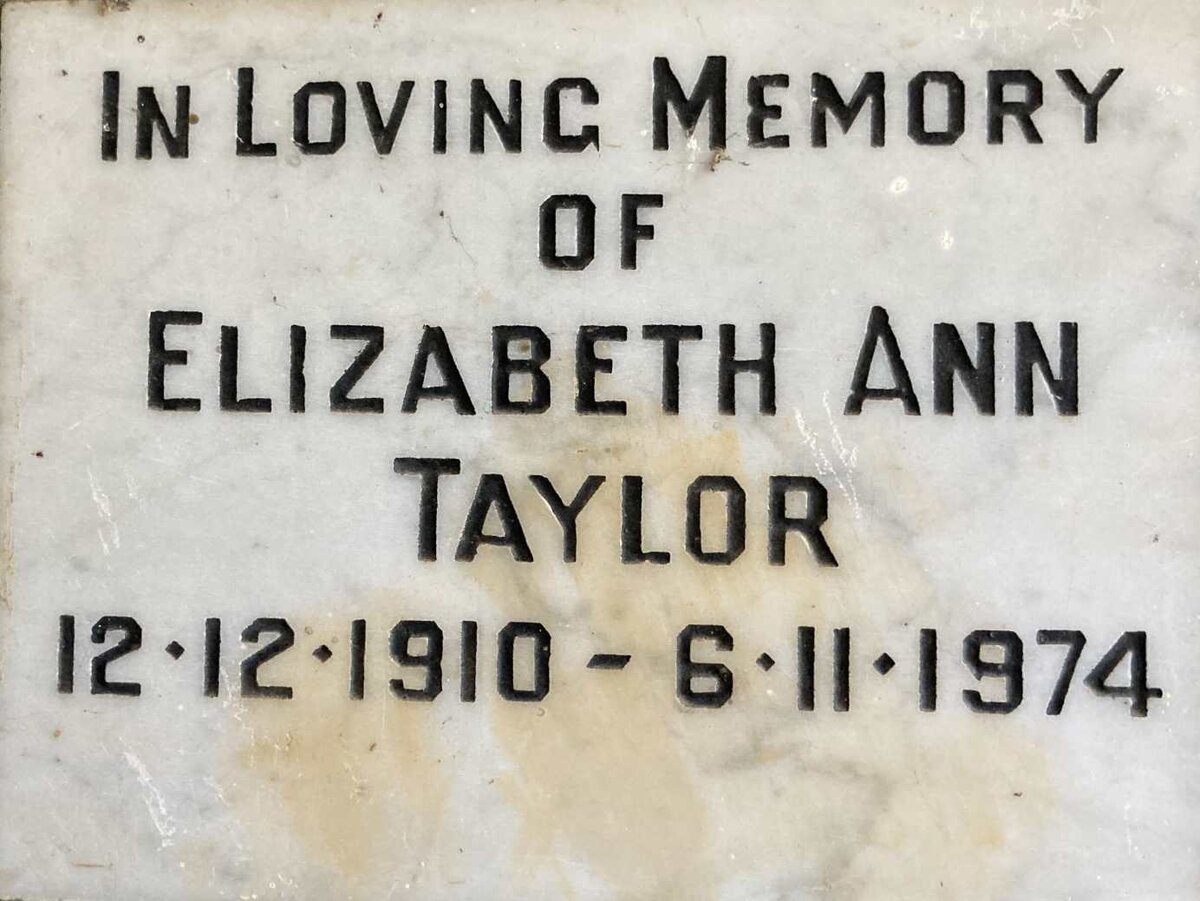 IN LOVING MEMORY
OF
ELIZABETH ANN
TAYLOR
12·12·1910 - 6·11·1974